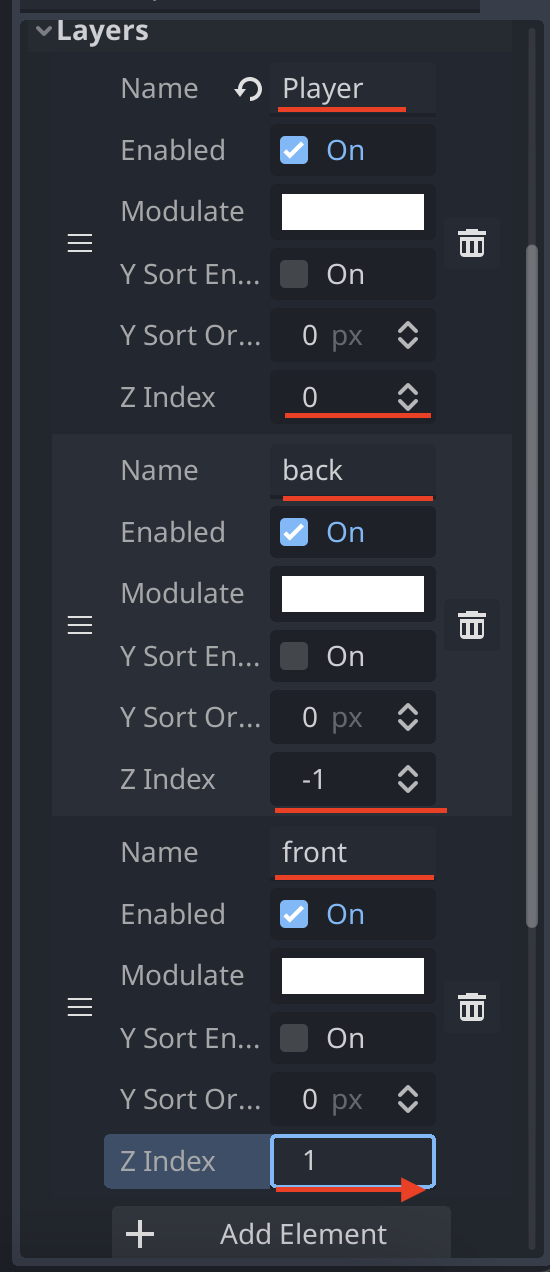 Layers
Name Player
Enabled On
Modulate
Y Sort En... On
Y Sort Or... 0 px
Z Index 0
Name back
Enabled On
Modulate
Y Sort En... On
Y Sort Or... 0 px
Z Index -1
Name front
Enabled On
Modulate
Y Sort En... On
Y Sort Or... 0 px
Z Index 1
Add Element